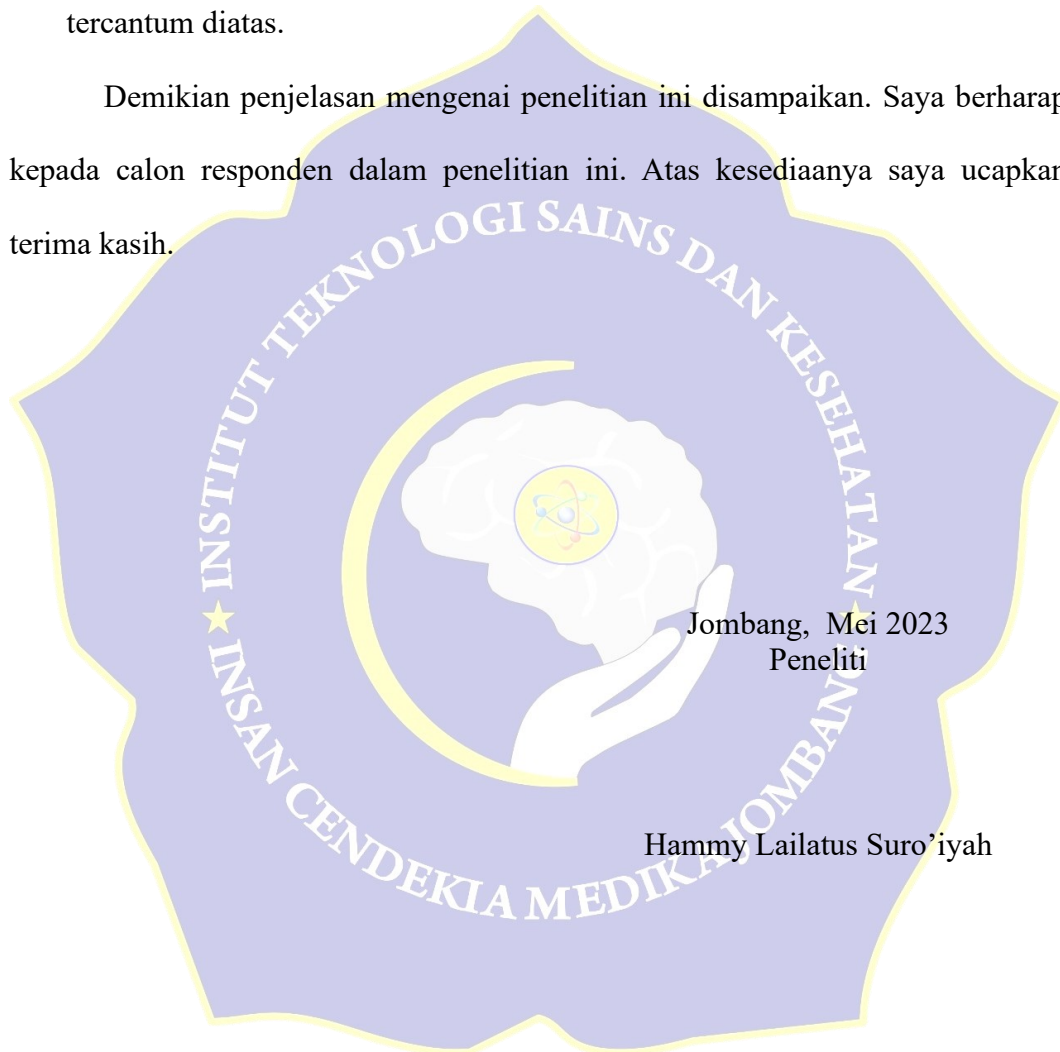 tercantum diatas.
Demikian penjelasan mengenai penelitian ini disampaikan. Saya berharap
kepada calon responden dalam penelitian ini. Atas kesediaanya saya ucapkan
terima kasih.
INSTITUT TEKNOLOGI SAINS DAN KESEHATAN
Jombang, Mei 2023
Peneliti
Hammy Lailatus Suro’iyah
INSAN CENDEKIA MEDIKA JOMBANG